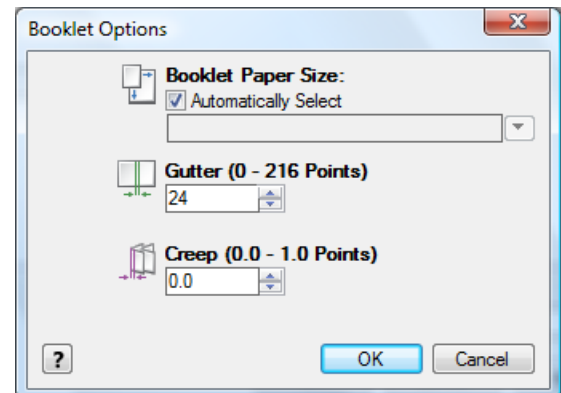 Booklet Options
Booklet Paper Size:
Automatically Select
Gutter (0 - 216 Points)
24
Creep (0.0 - 1.0 Points)
0.0
?
OK
Cancel